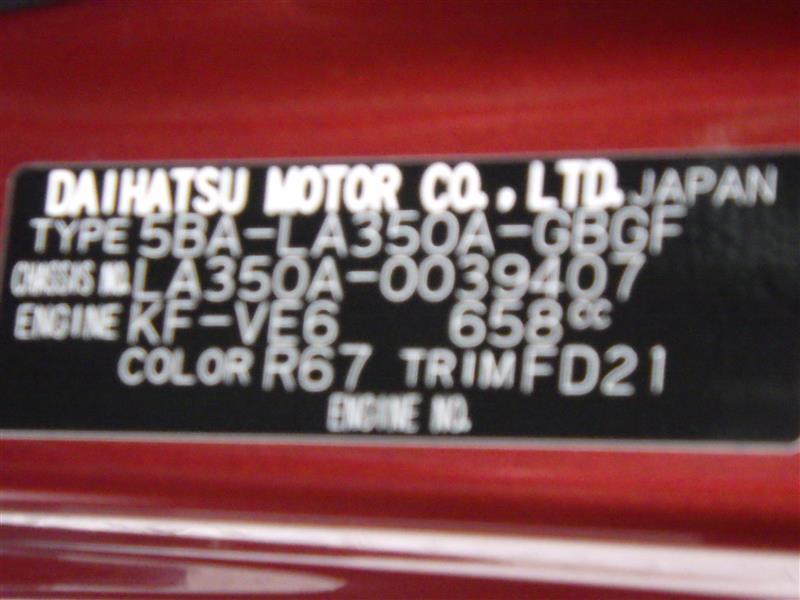 DAIHATSU MOTOR CO., LTD. JAPAN
TYPE 5BA-LA350A-GBGF
CHASSIS NO. LA350A-0039407
ENGINE KF-VE6 658cc
COLOR R67 TRIM FD21
ENGINE NO.